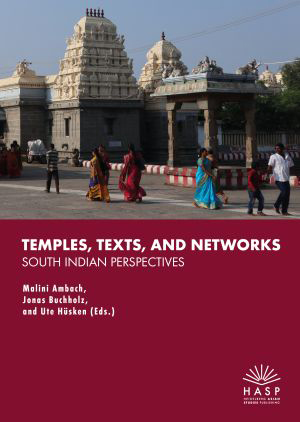 TEMPLES, TEXTS, AND NETWORKS
SOUTH INDIAN PERSPECTIVES
Malini Ambach,
Jonas Buchholz,
and Ute Hüsken (Eds.)
HASP
HEIDELBERG ASIAN
STUDIES PUBLISHING